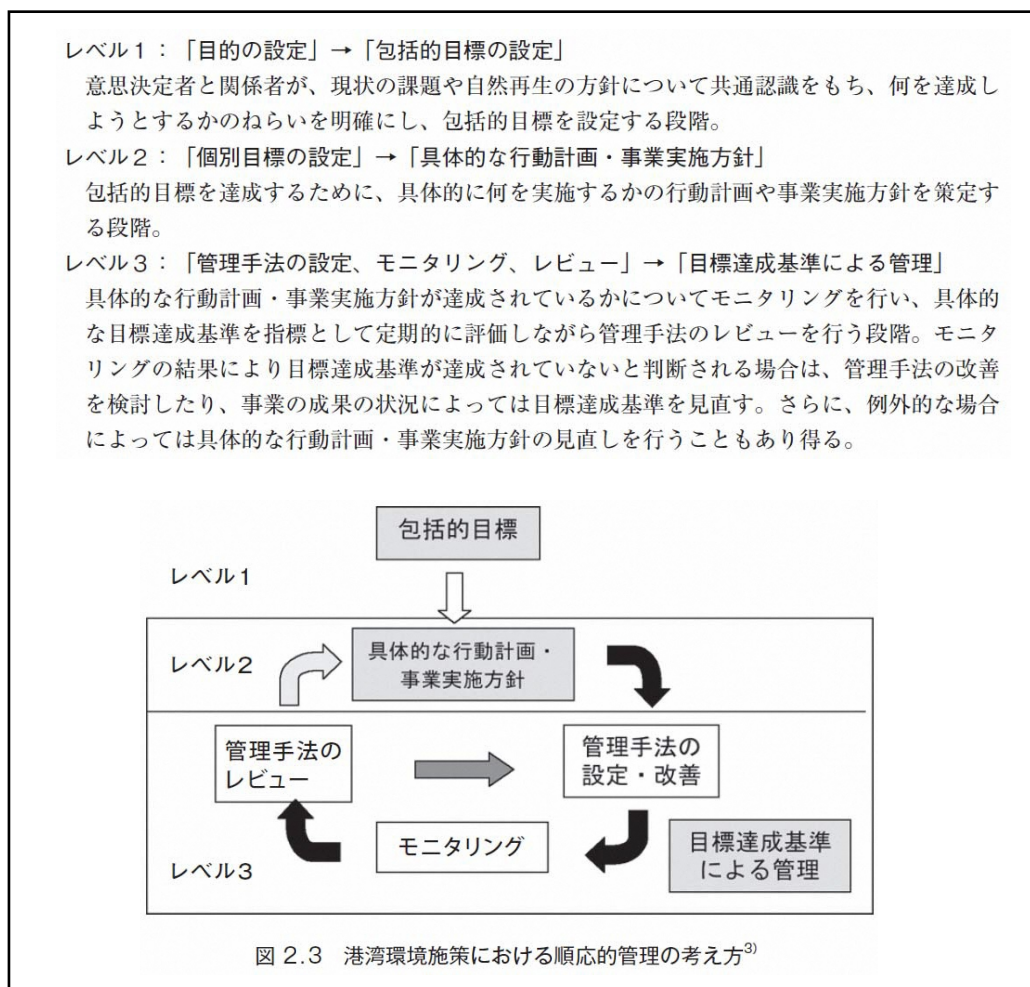 レベル1：「目的の設定」→「包括的目標の設定」
意思決定者と関係者が、現状の課題や自然再生の方針について共通認識をもち、何を達成し
ようとするかのねらいを明確にし、包括的目標を設定する段階。
レベル2：「個別目標の設定」→「具体的な行動計画・事業実施方針」
包括的目標を達成するために、具体的に何を実施するかの行動計画や事業実施方針を策定す
る段階。
レベル3：「管理手法の設定、モニタリング、レビュー」→「目標達成基準による管理」
具体的な行動計画・事業実施方針が達成されているかについてモニタリングを行い、具体的
な目標達成基準を指標として定期的に評価しながら管理手法のレビューを行う段階。モニタ
リングの結果により目標達成基準が達成されていないと判断される場合は、管理手法の改善
を検討したり、事業の成果の状況によっては目標達成基準を見直す。さらに、例外的な場合
によっては具体的な行動計画・事業実施方針の見直しを行うこともあり得る。
包括的目標
レベル1
レベル2
具体的な行動計画・
事業実施方針
管理手法の
レビュー
管理手法の
設定・改善
モニタリング
目標達成基準
による管理
レベル3
図 2.3 港湾環境施策における順応的管理の考え方3)